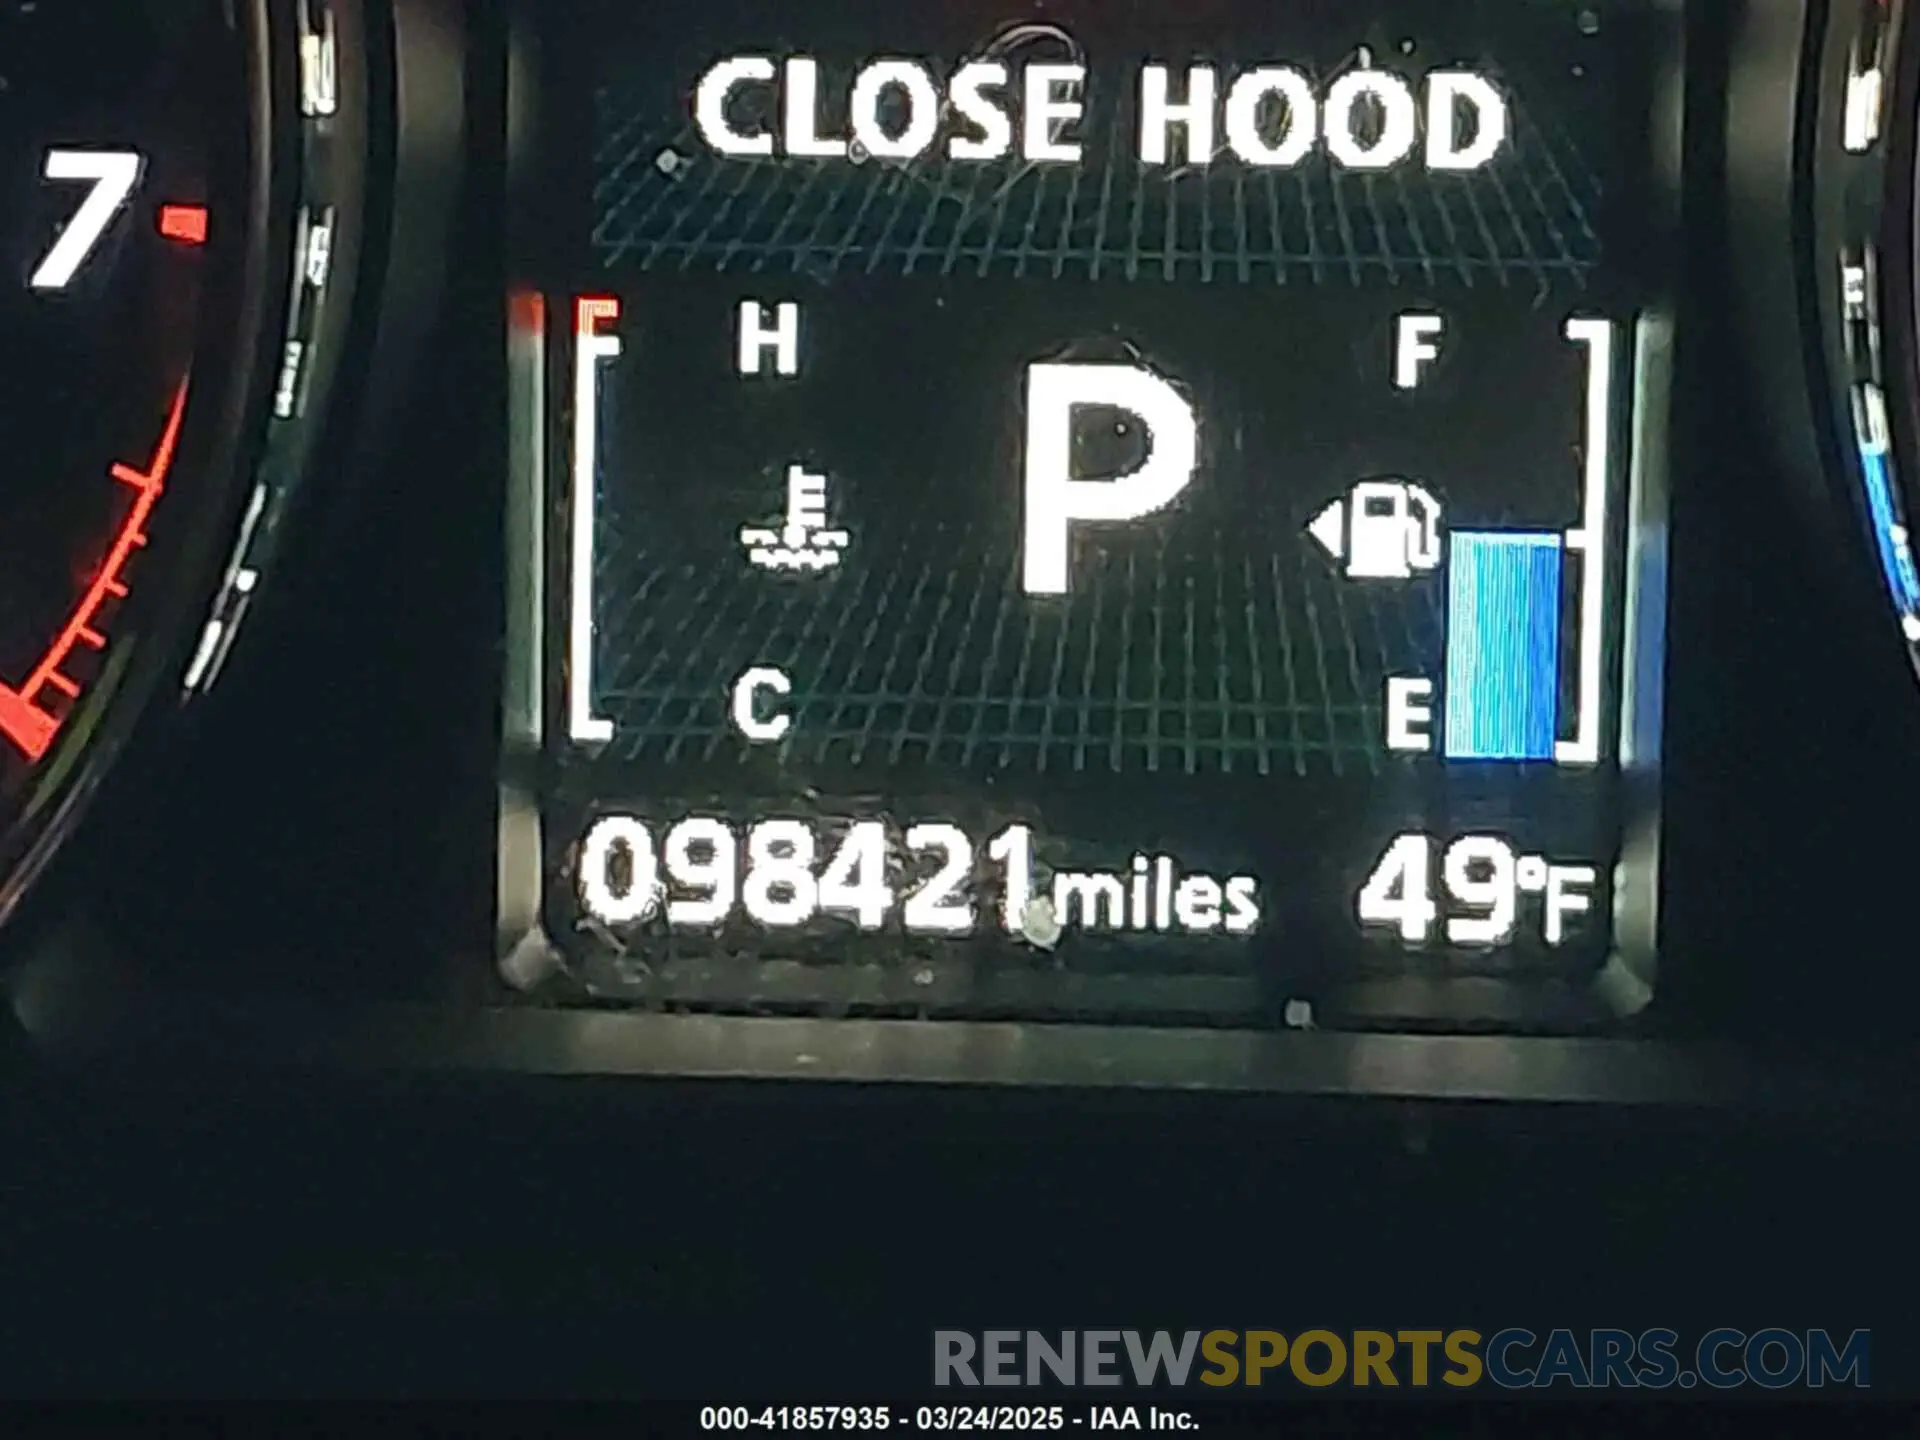 CLOSE HOOD
7
H
F
P
C
E
098421 miles
49°F
RENEWSPORTSCARS.COM
000-41857935 - 03/24/2025 - IAA Inc.